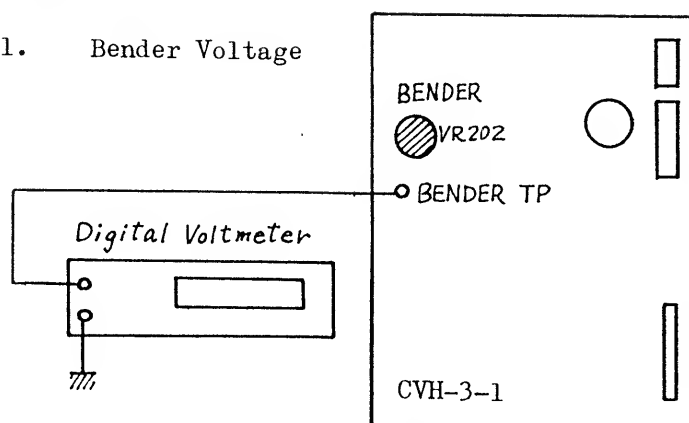 1. Bender Voltage
BENDER
VR202
BENDER TP
Digital Voltmeter
CVH-3-1